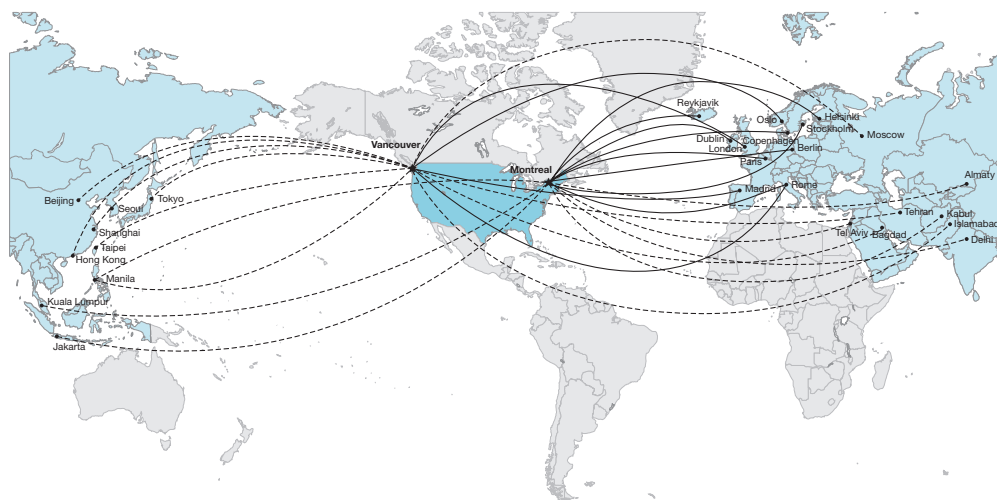 Reykjavik
Oslo
Helsinki
Stockholm
Moscow
Dublin
Copenhagen
London
Berlin
Paris
Vancouver
Montreal
Almaty
Madrid
Rome
Beijing
Tokyo
Seoul
Tehran
Kabul
Islamabad
Shanghai
Tel Aviv
Bagdad
Delhi
Taipei
Hong Kong
Manila
Kuala Lumpur
Jakarta